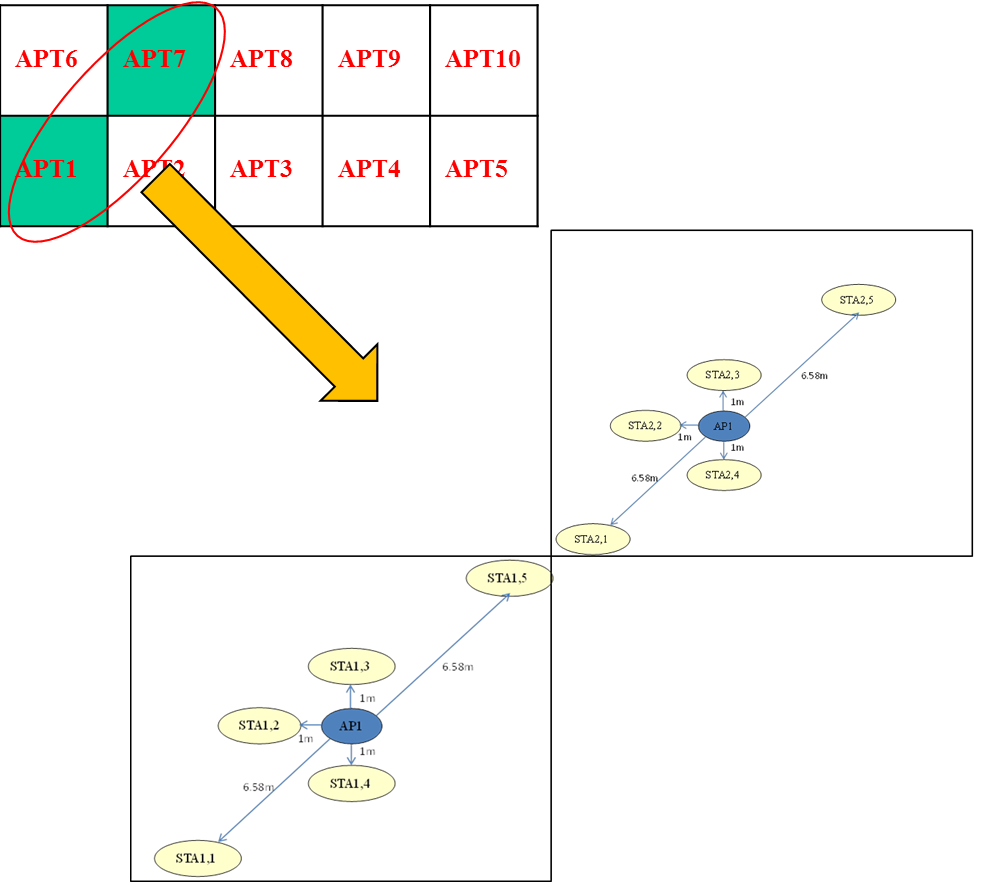 APT6 APT7 APT8 APT9 APT10
APT1 APT2 APT3 APT4 APT5
STA2,5
6.58m
STA2,3
1m
STA2,2
AP1
1m
1m
6.58m
STA2,4
STA2,1
STA1,5
6.58m
STA1,3
1m
STA1,2
AP1
1m
1m
6.58m
STA1,4
STA1,1